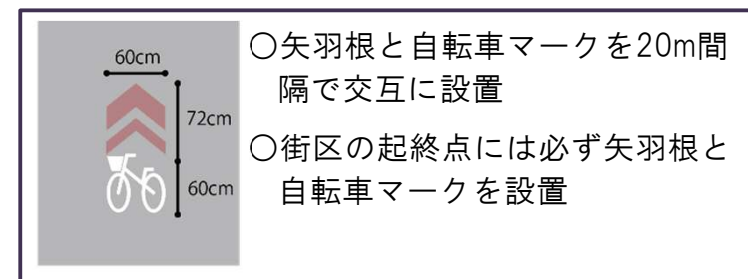 60cm
72cm
60cm
○矢羽根と自転車マークを20m間
隔で交互に設置
○街区の起終点には必ず矢羽根と
自転車マークを設置